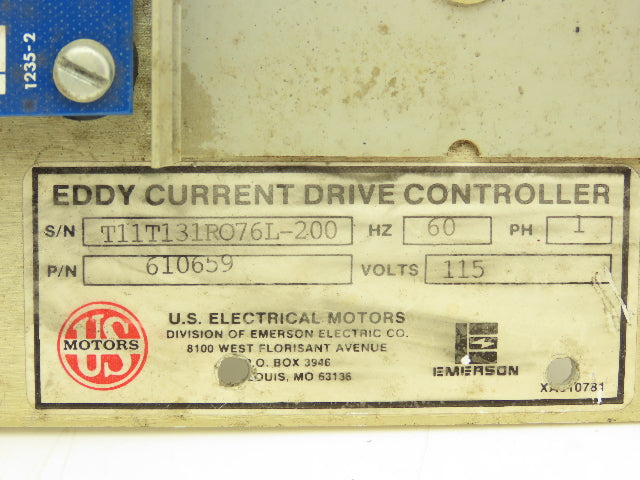 1235-2
EDDY CURRENT DRIVE CONTROLLER
S/N T11T131R076L-200 HZ 60 PH 1
P/N 610659 VOLTS 115
US
MOTORS
U.S. ELECTRICAL MOTORS
DIVISION OF EMERSON ELECTRIC CO.
8100 WEST FLORISANT AVENUE
.O. BOX 3946
LOUIS, MO 63136
EMERSON